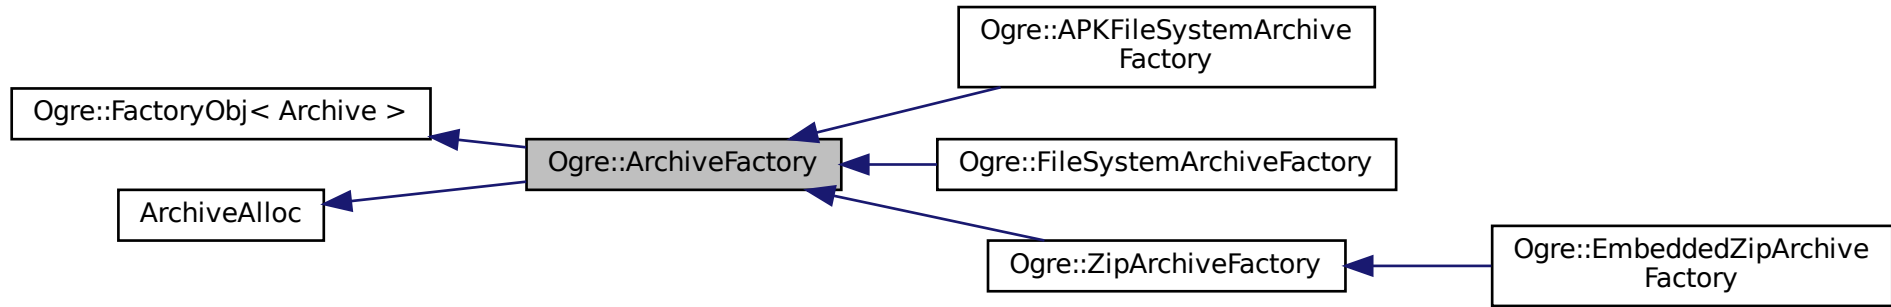 Ogre::FactoryObj< Archive >
ArchiveAlloc
Ogre::ArchiveFactory
Ogre::APKFileSystemArchive
Factory
Ogre::FileSystemArchiveFactory
Ogre::ZipArchiveFactory
Ogre::EmbeddedZipArchive
Factory